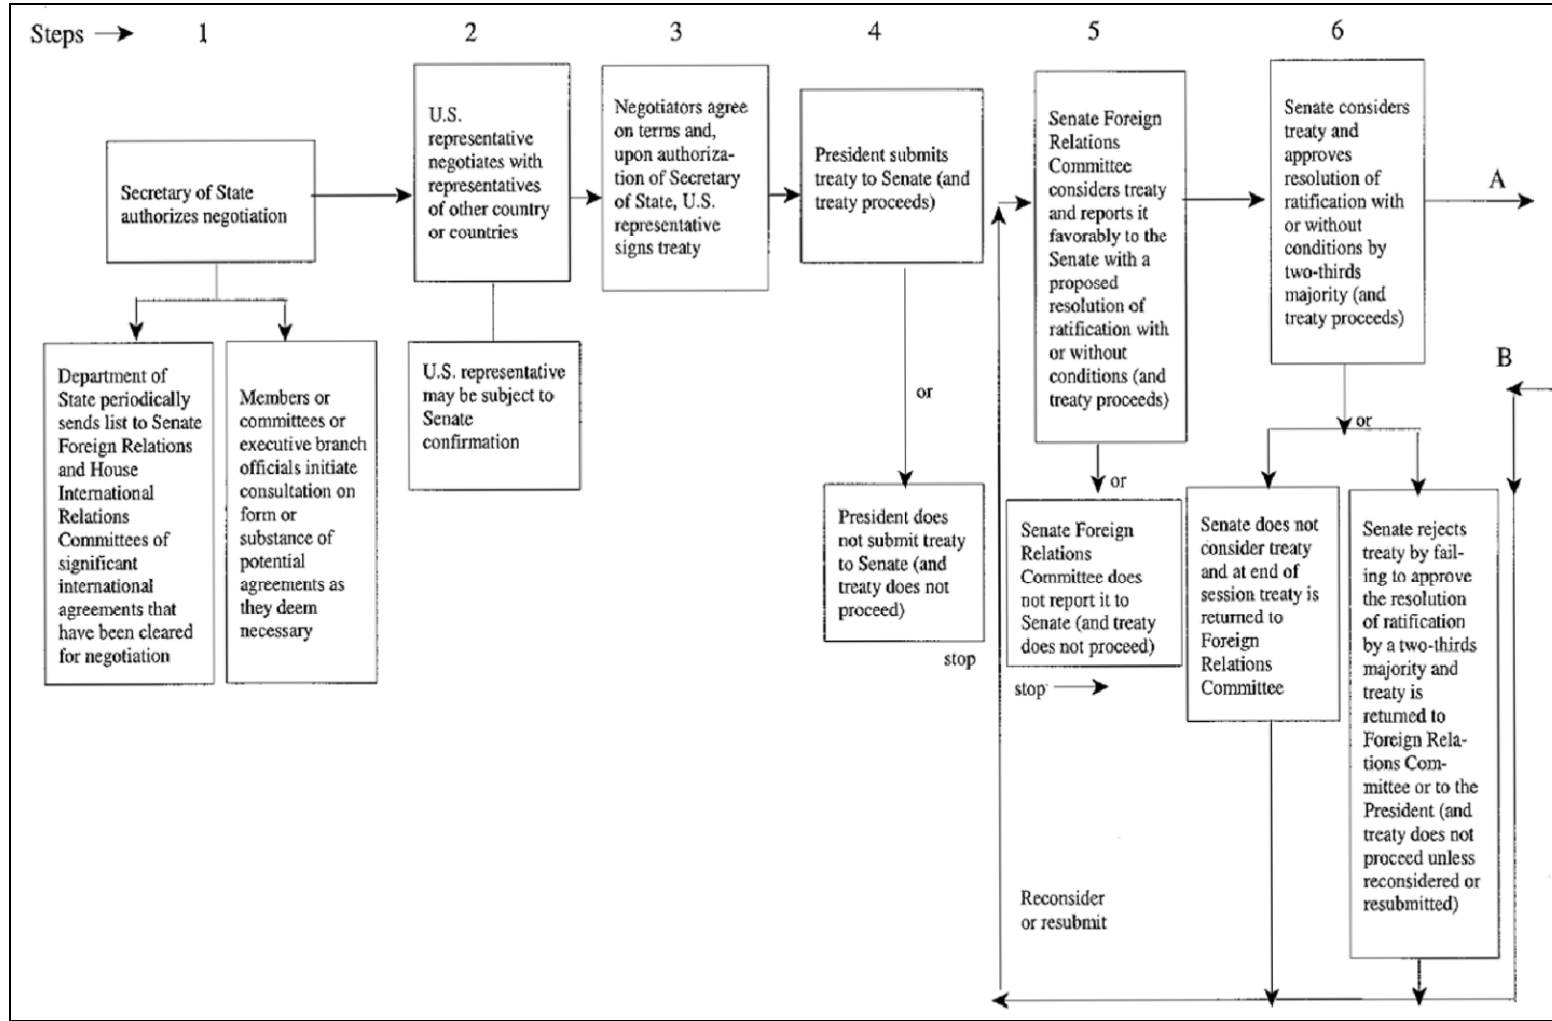 Steps 1 2 3 4 5 6
Secretary of State
authorizes negotiation
Department of
State periodically
sends list to Senate
Foreign Relations
and House
International
Relations
Committees of
significant
international
agreements that
have been cleared
for negotiation
Members or
committees or
executive branch
officials initiate
consultation on
form or
substance of
potential
agreements as
they deem
necessary
U.S.
representative
negotiates with
representatives
of other country
or countries
U.S. representative
may be subject to
Senate
confirmation
Negotiators agree
on terms and,
upon authoriza-
tion of Secretary
of State, U.S.
representative
signs treaty
President submits
treaty to Senate (and
treaty proceeds)
or
President does
not submit treaty
to Senate (and
treaty does not
proceed)
stop
Senate Foreign
Relations
Committee
considers treaty
and reports it
favorably to the
Senate with a
proposed
resolution of
ratification with
or without
conditions (and
treaty proceeds)
or
Senate Foreign
Relations
Committee does
not report it to
Senate (and treaty
does not proceed)
stop
Reconsider
or resubmit
Senate considers
treaty and
approves
resolution of
ratification with
or without
conditions by
two-thirds
majority (and
treaty proceeds)
A
B
or
Senate does not
consider treaty
and at end of
session treaty is
returned to
Foreign
Relations
Committee
Senate rejects
treaty by fail-
ing to approve
the resolution
of ratification
by a two-thirds
majority and
treaty is
returned to
Foreign Rela-
tions Com-
mittee or to the
President (and
treaty does not
proceed unless
reconsidered or
resubmitted)